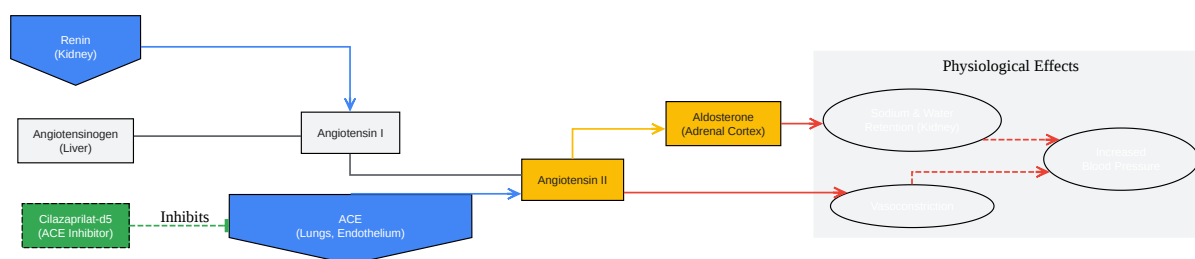 Renin
(Kidney)
Angiotensinogen
(Liver)
Cilazaprilat-d5
(ACE Inhibitor)
Inhibits
Angiotensin I
ACE
(Lungs, Endothelium)
Angiotensin II
Aldosterone
(Adrenal Cortex)
Physiological Effects
Sodium & Water
Retention (Kidney)
Vasoconstriction
Increased
Blood Pressure